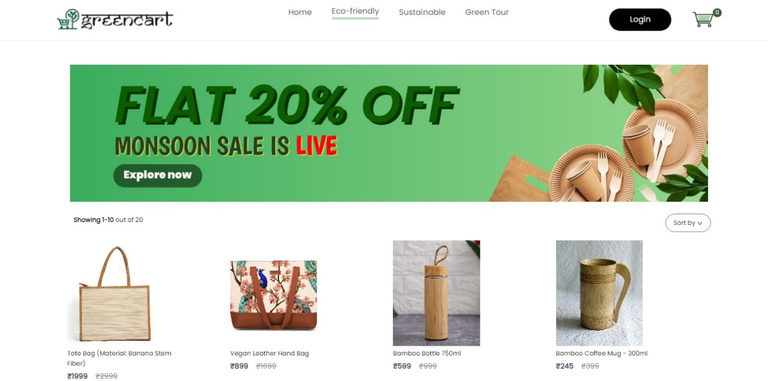 greencart
Home Eco-friendly Sustainable Green Tour
Login
0
FLAT 20% OFF
MONSOON SALE IS LIVE
Explore now
Showing 1-10 out of 20
Sort by
Tote Bag (Material: Banana Stem
Fiber)
₹1999 ₹2999
Vegan Leather Hand Bag
₹899 ₹1699
Bamboo Bottle 750ml
₹599 ₹999
Bamboo Coffee Mug - 300ml
₹245 ₹399